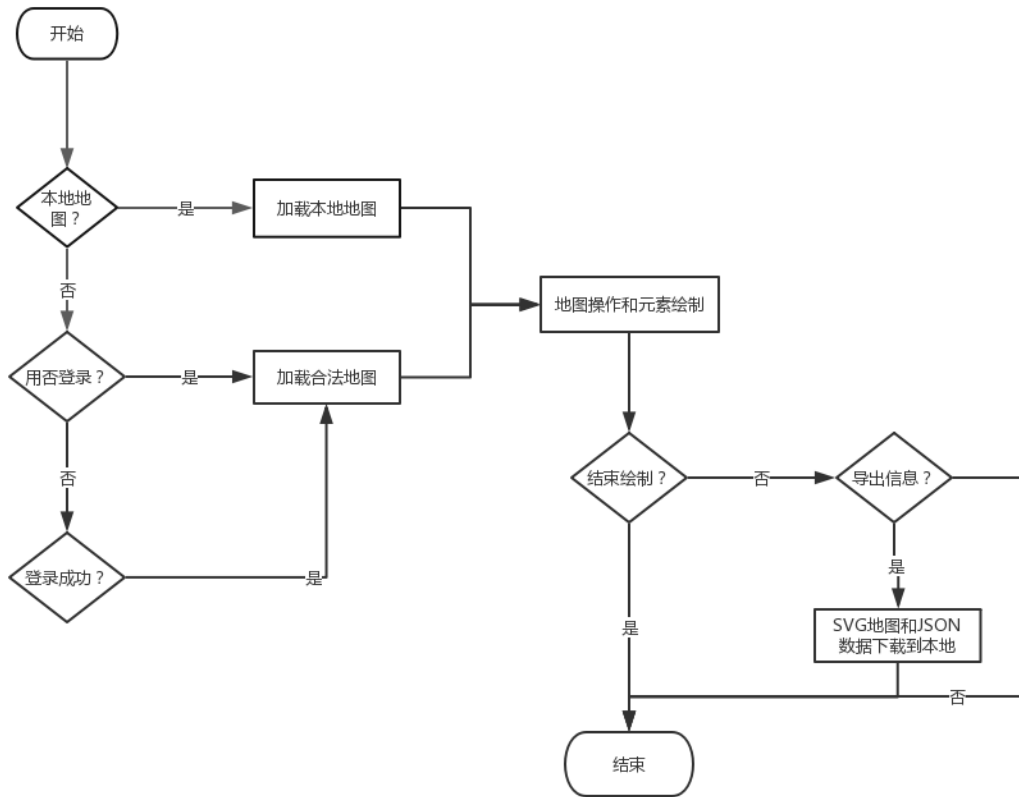 开始
本地地
图？
是
加载本地地图
否
地图操作和元素绘制
用否登录？
是
加载合法地图
否
结束绘制？
否
导出信息？
登录成功？
是
是
SVG地图和JSON
数据下载到本地
是
否
结束